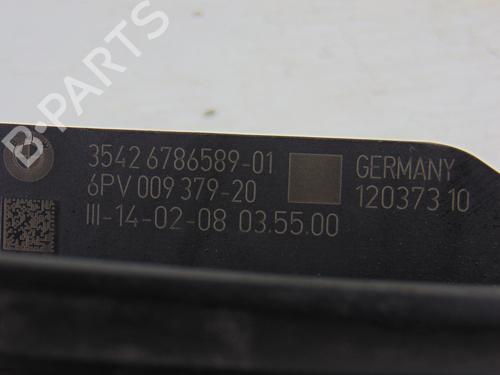 B-PARTS
3542 6786589-01
6PV 009 379-20
III-14-02-08 03.55.00
GERMANY
120373 10